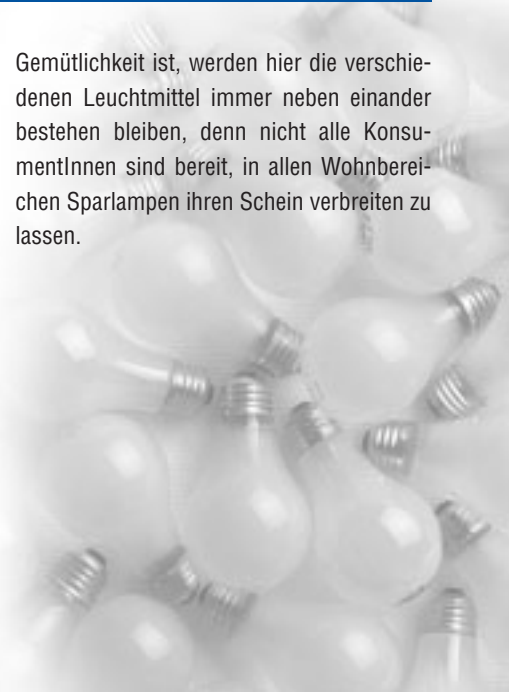 Gemütlichkeit ist, werden hier die verschie-
denen Leuchtmittel immer neben einander
bestehen bleiben, denn nicht alle Konsu-
mentInnen sind bereit, in allen Wohnberei-
chen Sparlampen ihren Schein verbreiten zu
lassen.